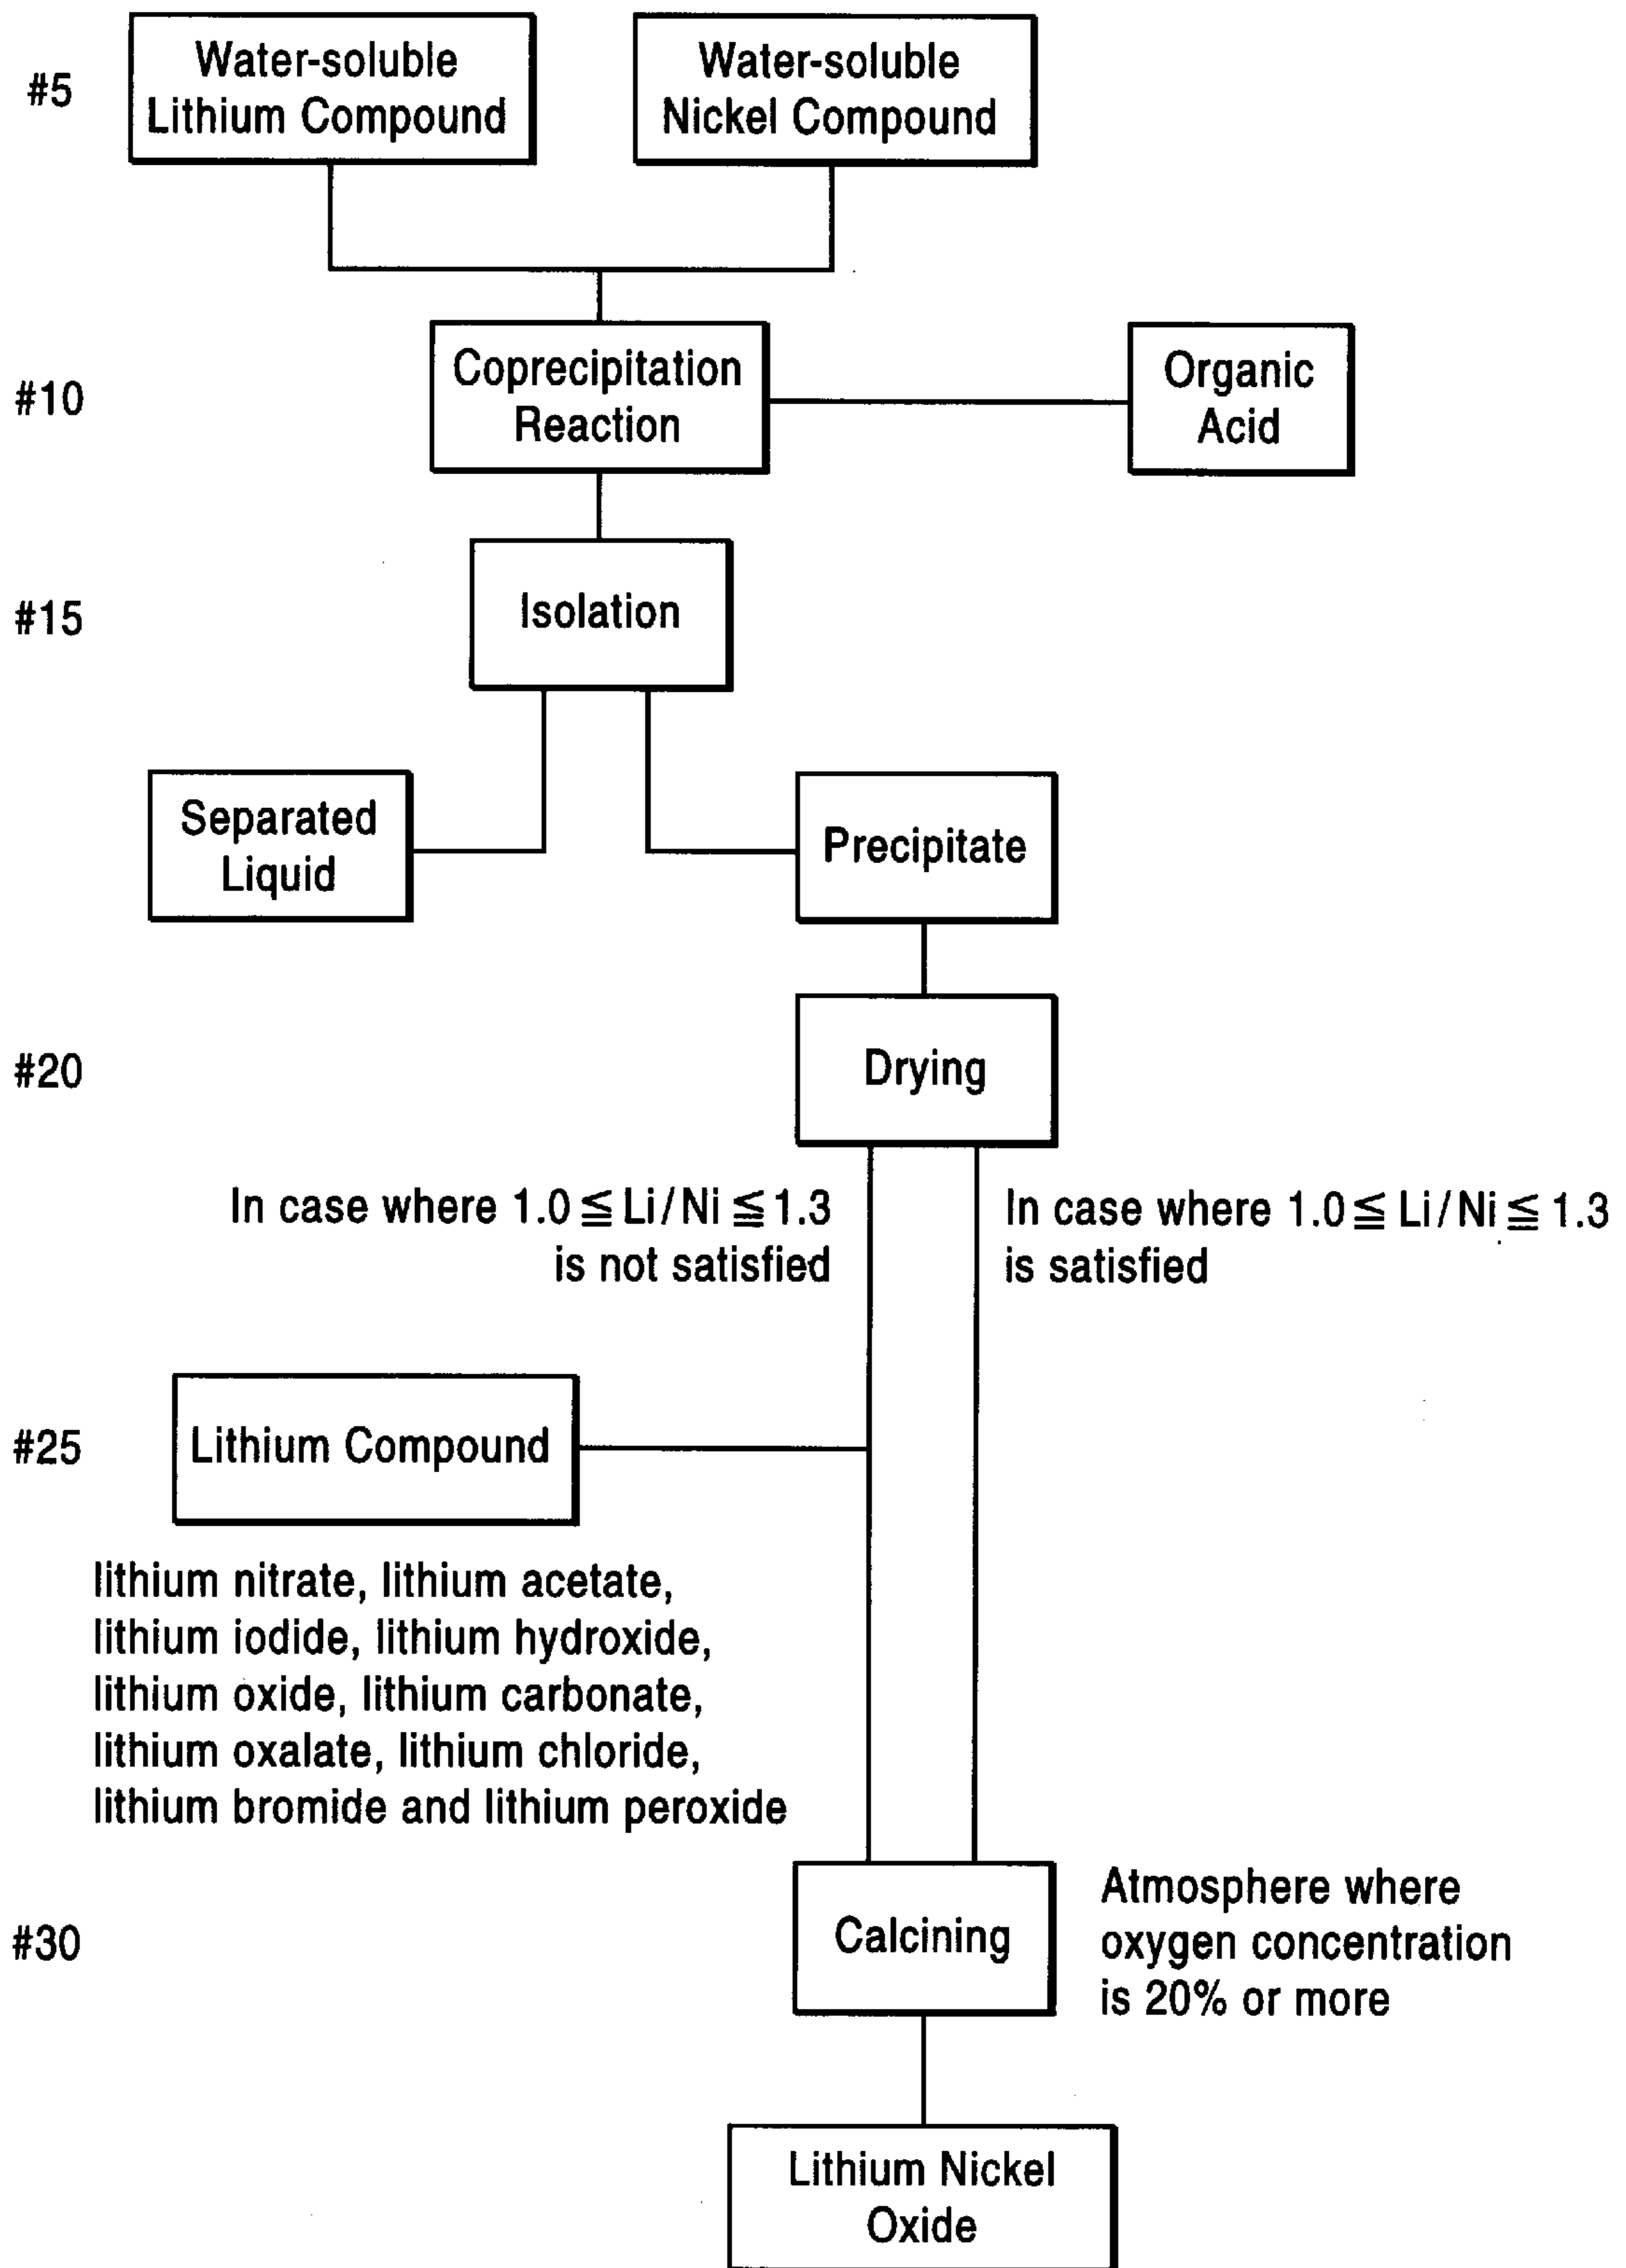 #5
Water-soluble
Lithium Compound
Water-soluble
Nickel Compound
#10
Coprecipitation
Reaction
Organic
Acid
#15
Isolation
Separated
Liquid
Precipitate
#20
Drying
In case where 1.0 ≦ Li/Ni ≦ 1.3
is not satisfied
In case where 1.0 ≦ Li/Ni ≦ 1.3
is satisfied
#25
Lithium Compound
lithium nitrate, lithium acetate,
lithium iodide, lithium hydroxide,
lithium oxide, lithium carbonate,
lithium oxalate, lithium chloride,
lithium bromide and lithium peroxide
#30
Calcining
Atmosphere where
oxygen concentration
is 20% or more
Lithium Nickel
Oxide